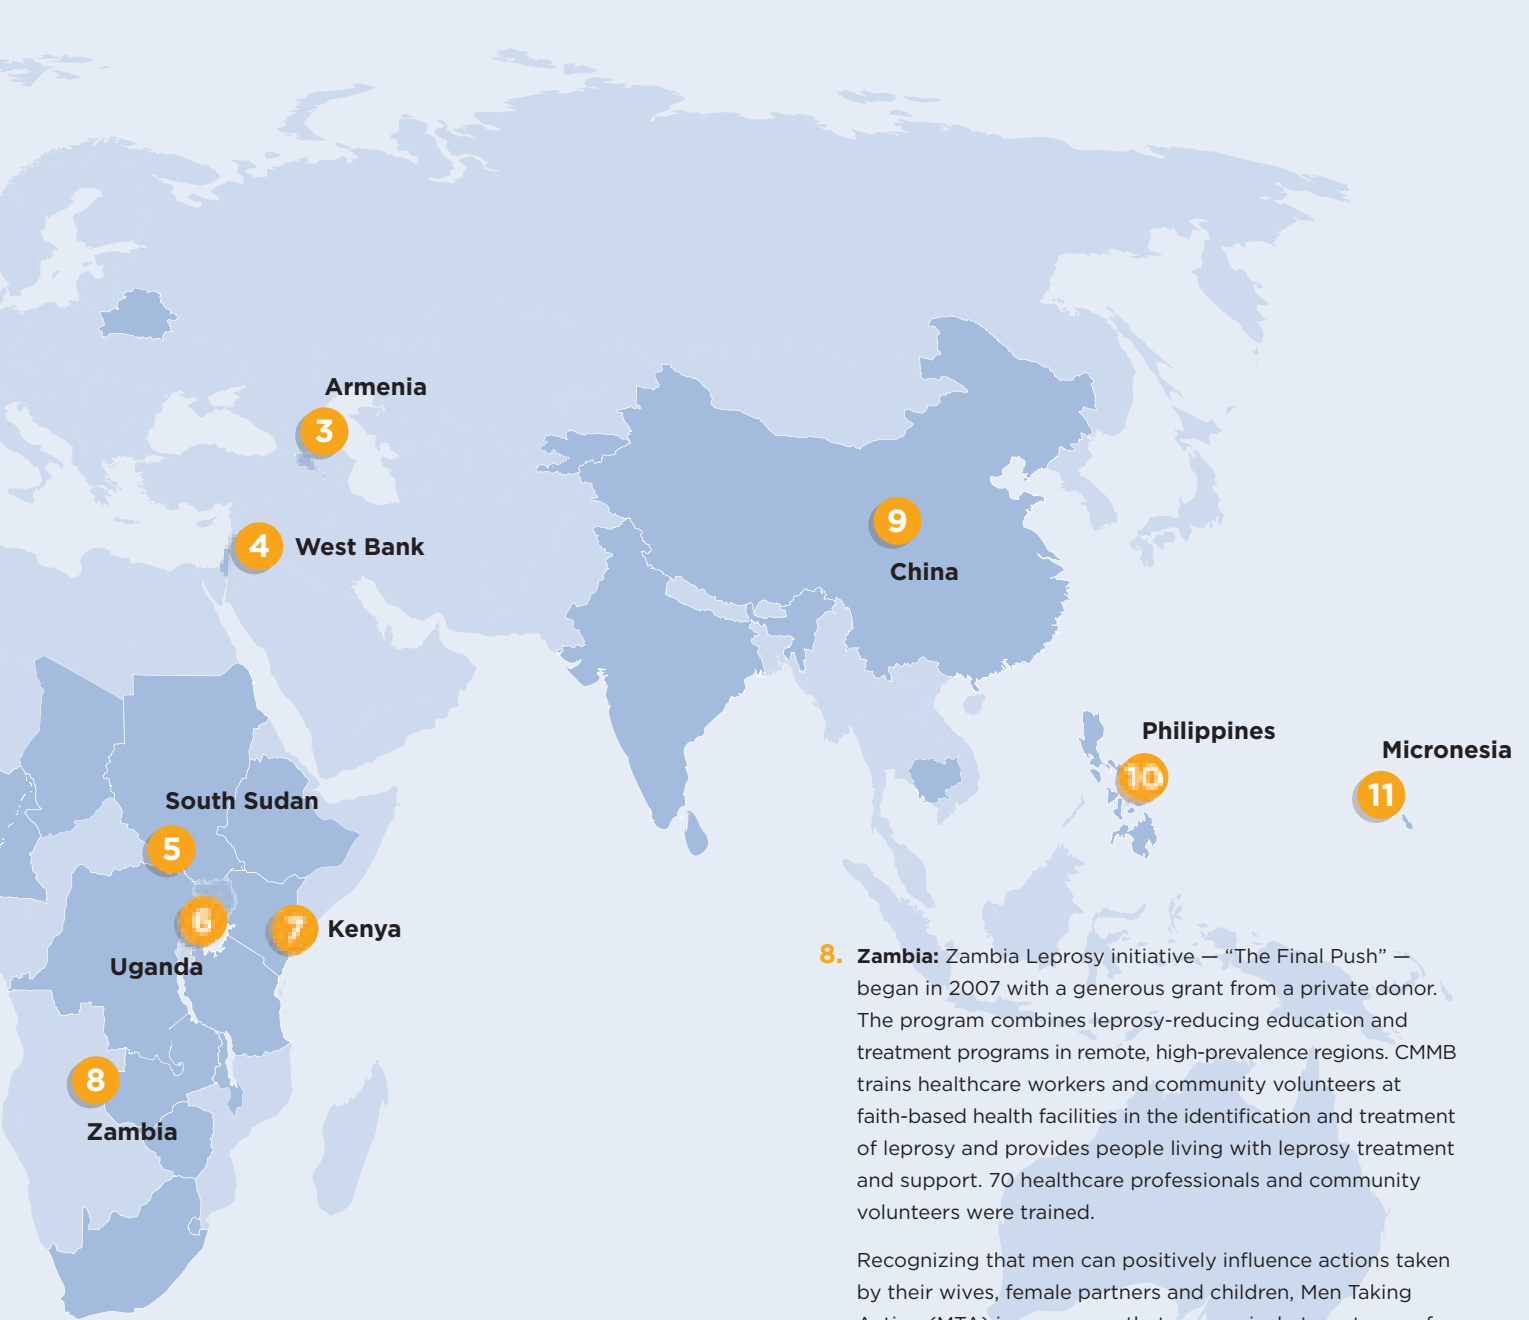 Armenia
3
4 West Bank
9
China
Philippines
10
Micronesia
11
South Sudan
5
6
7 Kenya
Uganda
8
Zambia
8. Zambia: Zambia Leprosy initiative — “The Final Push” —
began in 2007 with a generous grant from a private donor.
The program combines leprosy-reducing education and
treatment programs in remote, high-prevalence regions. CMMB
trains healthcare workers and community volunteers at
faith-based health facilities in the identification and treatment
of leprosy and provides people living with leprosy treatment
and support. 70 healthcare professionals and community
volunteers were trained.
Recognizing that men can positively influence actions taken
by their wives, female partners and children, Men Taking